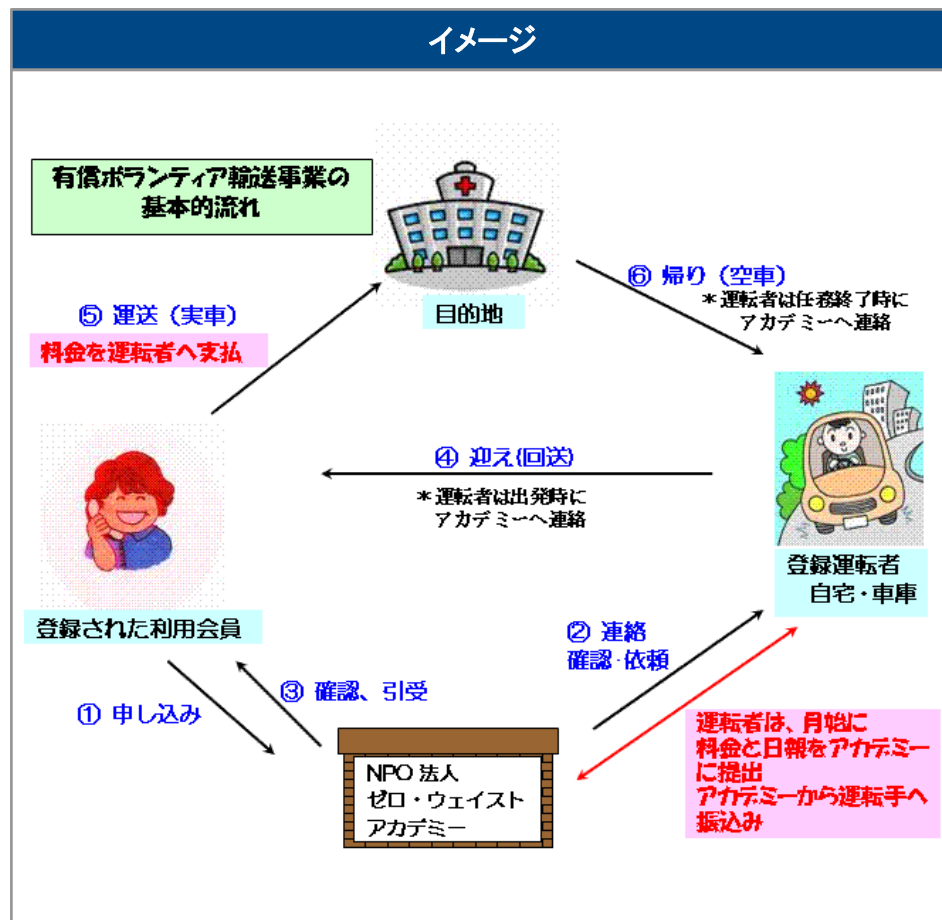 イメージ
有償ボランティア輸送事業の
基本的流れ
目的地
⑥ 帰り（空車）
＊運転者は任務終了時に
アカデミーへ連絡
⑤ 運送（実車）
料金を運転者へ支払
④ 迎え(回送)
＊運転者は出発時に
アカデミーへ連絡
登録運転者
自宅・車庫
登録された利用会員
② 連絡
確認・依頼
③ 確認、引受
① 申し込み
運転者は、月始に
料金と日報をアカデミー
に提出
アカデミーから運転手へ
振込み
NPO 法人
ゼロ・ウェイスト
アカデミー